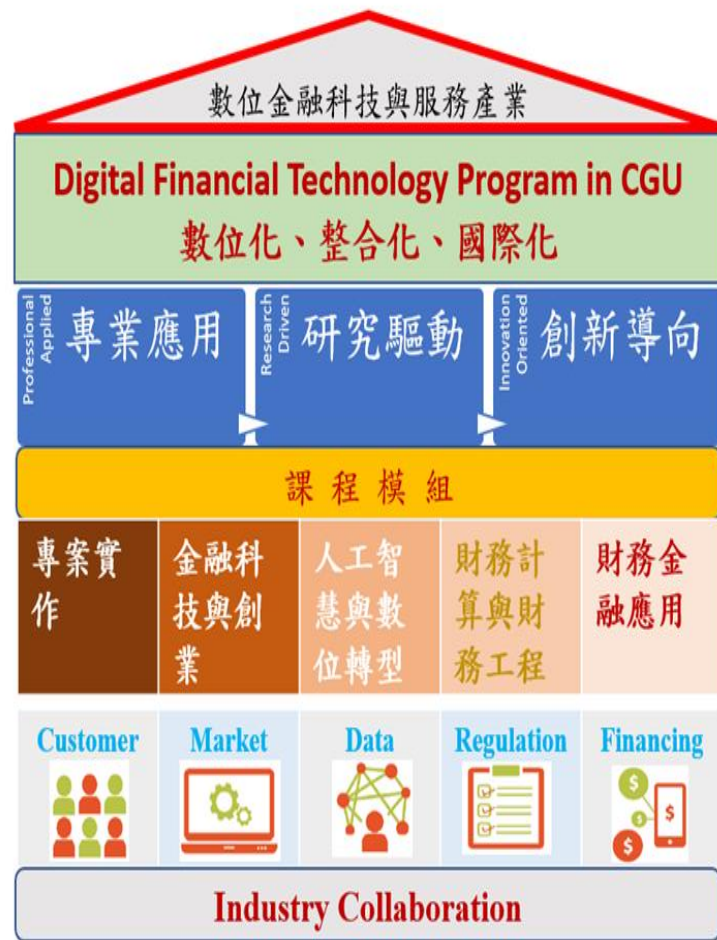 數位金融科技與服務產業
Digital Financial Technology Program in CGU
數位化、整合化、國際化
Professional
Applied
專業應用
Research
Driven
研究驅動
Innovation
Oriented
創新導向
課程模組
專案實
作
金融科
技與創
業
人工智
慧與數
位轉型
財務計
算與財
務工程
財務金
融應用
Customer
Market
Data
Regulation
Financing
$
$
$
Industry Collaboration